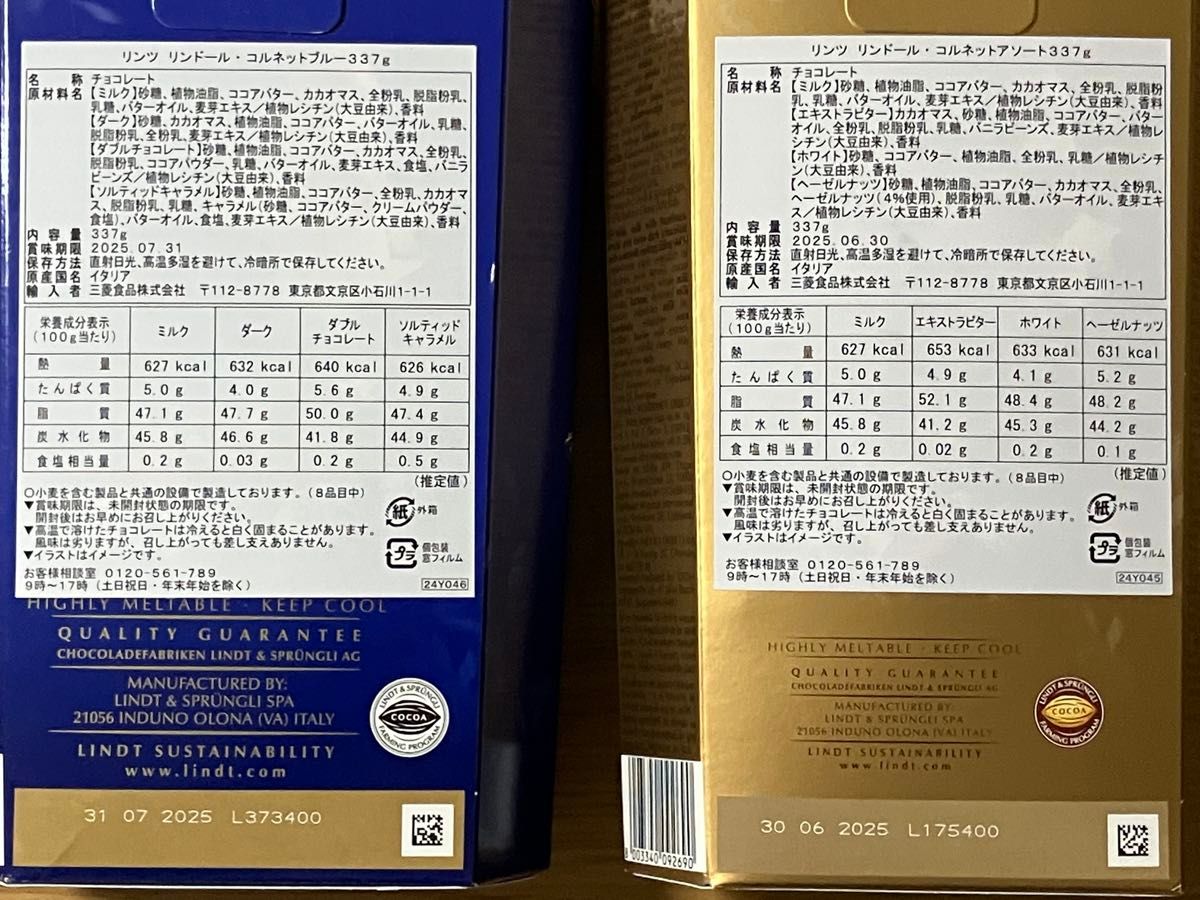 リンツ リンドール・コルネットブルー337g
名称 チョコレート
原材料名 【ミルク】砂糖、植物油脂、ココアバター、カカオマス、全粉乳、脱脂粉乳、
乳糖、バターオイル、麦芽エキス／植物レシチン(大豆由来)、香料
【ダーク】砂糖、カカオマス、植物油脂、ココアバター、バターオイル、乳糖、
脱脂粉乳、全粉乳、麦芽エキス／植物レシチン(大豆由来)、香料
【ダブルチョコレート】砂糖、植物油脂、ココアバター、カカオマス、全粉乳、
脱脂粉乳、ココアパウダー、乳糖、バターオイル、麦芽エキス、食塩、バニラ
ビーンズ／植物レシチン(大豆由来)、香料
【ソルティッドキャラメル】砂糖、植物油脂、ココアバター、全粉乳、カカオマ
ス、脱脂粉乳、乳糖、キャラメル(砂糖、ココアバター、クリームパウダー、
食塩)、バターオイル、食塩、麦芽エキス／植物レシチン(大豆由来)、香料
内容量 337g
賞味期限 2025.07.31
保存方法 直射日光、高温多湿を避けて、冷暗所で保存してください。
原産国名 イタリア
輸入者 三菱食品株式会社 〒112-8778 東京都文京区小石川1-1-1
栄養成分表示
(100g当たり) ミルク ダーク ダブル
チョコレート ソルティッド
キャラメル
熱量 627 kcal 632 kcal 640 kcal 626 kcal
たんぱく質 5.0 g 4.0 g 5.6 g 4.9 g
脂質 47.1 g 47.7 g 50.0 g 47.4 g
炭水化物 45.8 g 46.6 g 41.8 g 44.9 g
食塩相当量 0.2 g 0.03 g 0.2 g 0.5 g
(推定値)
○小麦を含む製品と共通の設備で製造しております。(8品目中)
▼賞味期限は、未開封状態の期限です。
開封後はお早めにお召し上がりください。
▼高温で溶けたチョコレートは冷えると白く固まることがあります。
風味は劣りますが、召し上がっても差し支えありません。
▼イラストはイメージです。
紙 外箱
プラ 個包装
窓フィルム
お客様相談室 0120-561-789
9時～17時 (土日祝日・年末年始を除く)
24Y046
HIGHLY MELTABLE · KEEP COOL
QUALITY GUARANTEE
CHOCOLADEFABRIKEN LINDT & SPRÜNGLI AG
MANUFACTURED BY:
LINDT & SPRÜNGLI SPA
21056 INDUNO OLONA (VA) ITALY
LINDT SUSTAINABILITY
www.lindt.com
LINDT & SPRÜNGLI
COCOA
FARMING PROGRAM
31 07 2025 L373400
リンツ リンドール・コルネットアソート337g
名称 チョコレート
原材料名 【ミルク】砂糖、植物油脂、ココアバター、カカオマス、全粉乳、脱脂粉
乳、乳糖、バターオイル、麦芽エキス／植物レシチン(大豆由来)、香料
【エキストラビター】カカオマス、砂糖、植物油脂、ココアバター、バター
オイル、全粉乳、脱脂粉乳、乳糖、バニラビーンズ、麦芽エキス／植物レ
シチン(大豆由来)、香料
【ホワイト】砂糖、ココアバター、植物油脂、全粉乳、乳糖／植物レシチ
ン(大豆由来)、香料
【ヘーゼルナッツ】砂糖、植物油脂、ココアバター、カカオマス、全粉乳、
ヘーゼルナッツ(4%使用)、脱脂粉乳、乳糖、バターオイル、麦芽エキ
ス／植物レシチン(大豆由来)、香料
内容量 337g
賞味期限 2025.06.30
保存方法 直射日光、高温多湿を避けて、冷暗所で保存してください。
原産国名 イタリア
輸入者 三菱食品株式会社 〒112-8778 東京都文京区小石川1-1-1
栄養成分表示
(100g当たり) ミルク エキストラビター ホワイト ヘーゼルナッツ
熱量 627 kcal 653 kcal 633 kcal 631 kcal
たんぱく質 5.0 g 4.9 g 4.1 g 5.2 g
脂質 47.1 g 52.1 g 48.4 g 48.2 g
炭水化物 45.8 g 41.2 g 45.3 g 44.2 g
食塩相当量 0.2 g 0.02 g 0.2 g 0.1 g
(推定値)
○小麦を含む製品と共通の設備で製造しております。(8品目中)
▼賞味期限は、未開封状態の期限です。
開封後はお早めにお召し上がりください。
▼高温で溶けたチョコレートは冷えると白く固まることがあります。
風味は劣りますが、召し上がっても差し支えありません。
▼イラストはイメージです。
紙 外箱
プラ 個包装
窓フィルム
お客様相談室 0120-561-789
9時～17時 (土日祝日・年末年始を除く)
24Y045
HIGHLY MELTABLE · KEEP COOL
QUALITY GUARANTEE
CHOCOLADEFABRIKEN LINDT & SPRÜNGLI AG
MANUFACTURED BY:
LINDT & SPRÜNGLI SPA
21056 INDUNO OLONA (VA) ITALY
LINDT SUSTAINABILITY
www.lindt.com
LINDT & SPRÜNGLI
COCOA
FARMING PROGRAM
8 003340 092690
30 06 2025 L175400